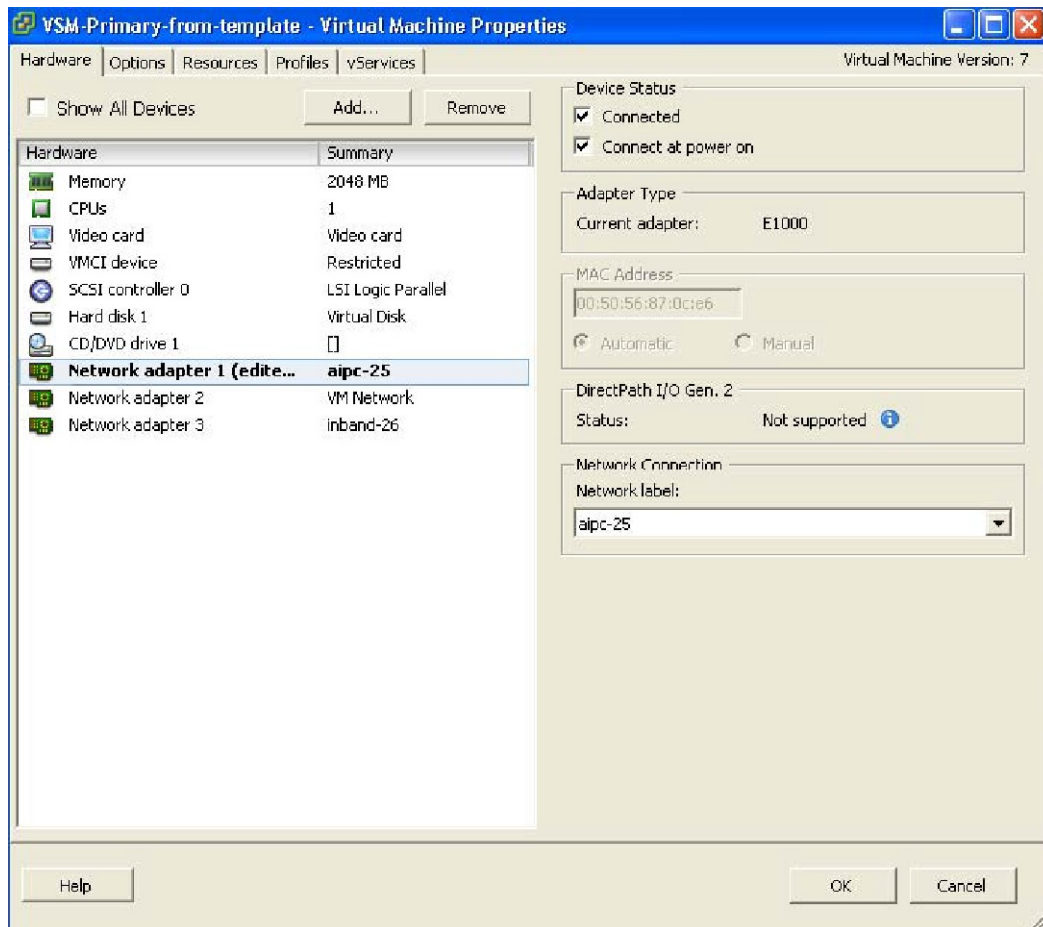 VSM-Primary-from-template - Virtual Machine Properties
Hardware Options Resources Profiles vServices Virtual Machine Version: 7
Show All Devices Add... Remove
Hardware Summary
Memory 2048 MB
CPUs 1
Video card Video card
VMCI device Restricted
SCSI controller 0 LSI Logic Parallel
Hard disk 1 Virtual Disk
CD/DVD drive 1 []
Network adapter 1 (edite... aipc-25
Network adapter 2 VM Network
Network adapter 3 inband-26
Device Status
Connected
Connect at power on
Adapter Type
Current adapter: E1000
MAC Address
00:50:56:87:0c:e6
Automatic Manual
DirectPath I/O Gen. 2
Status: Not supported
Network Connection
Network label:
aipc-25
Help OK Cancel